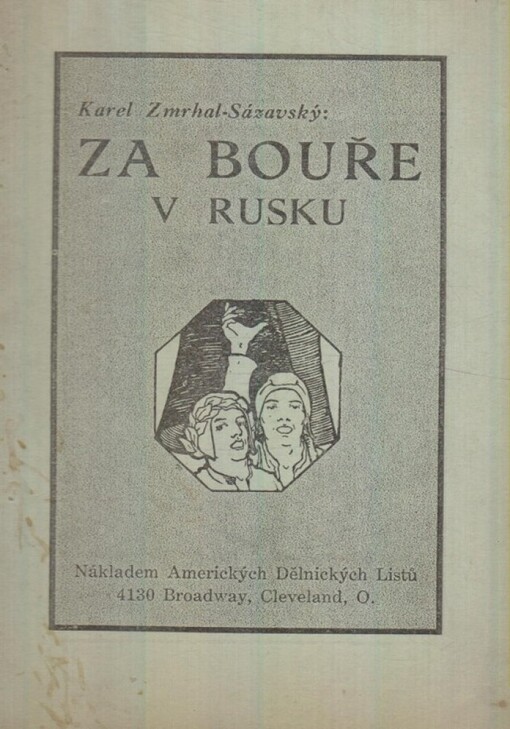 Karel Zmrhal-Sázavský:
ZA BOUŘE
V RUSKU
Nákladem Amerických Dělnických Listů
4130 Broadway, Cleveland, O.